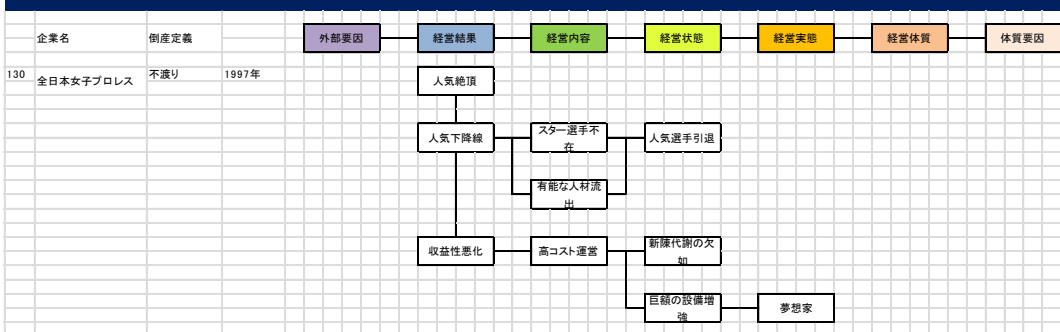 企業名 倒産定義 外部要因 経営結果 経営内容 経営状態 経営実態 経営体質 体質要因
130 全日本女子プロレス 不渡り 1997年 人気絶頂
人気下降線 スター選手不
在 人気選手引退
有能な人材流
出
収益性悪化 高コスト運営 新陳代謝の欠
如
巨額の設備増
強 夢想家